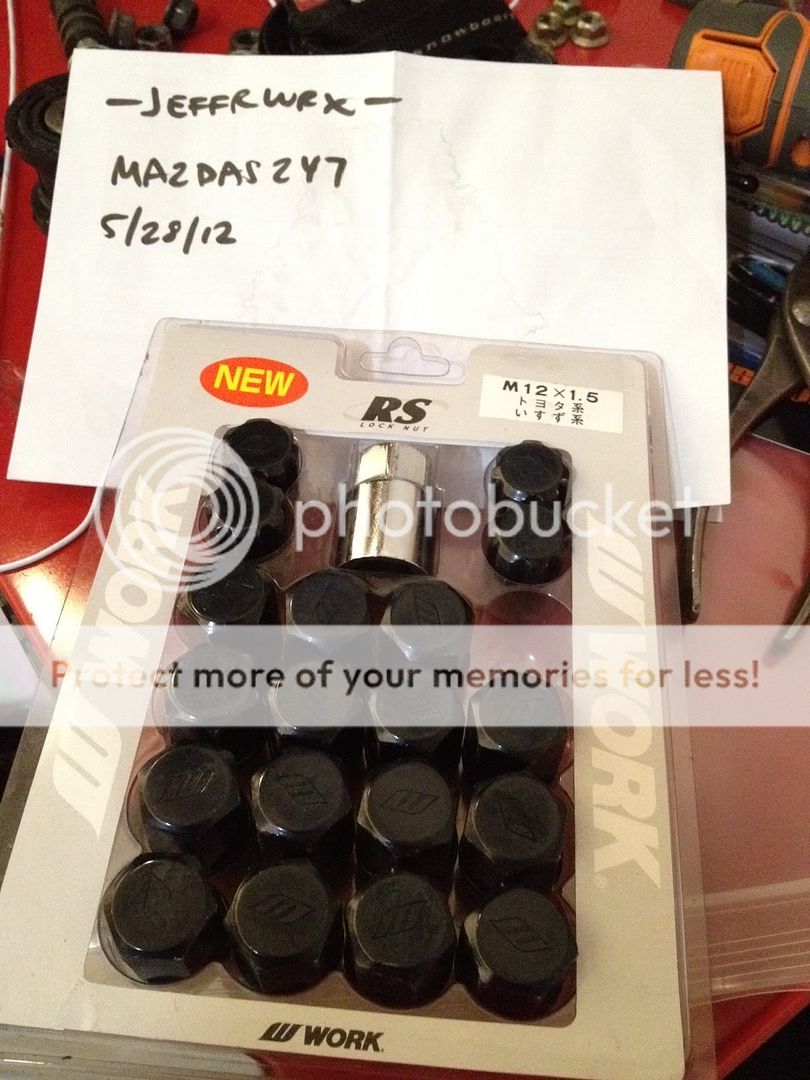 snowboard
—JEFFRWRX—
MAZDAS247
5/28/12
NEW
RS
LOCK NUT
M12×1.5
トヨタ系
いすず系
photobucket
WORK
WORK
Protect more of your memories for less!
WORK